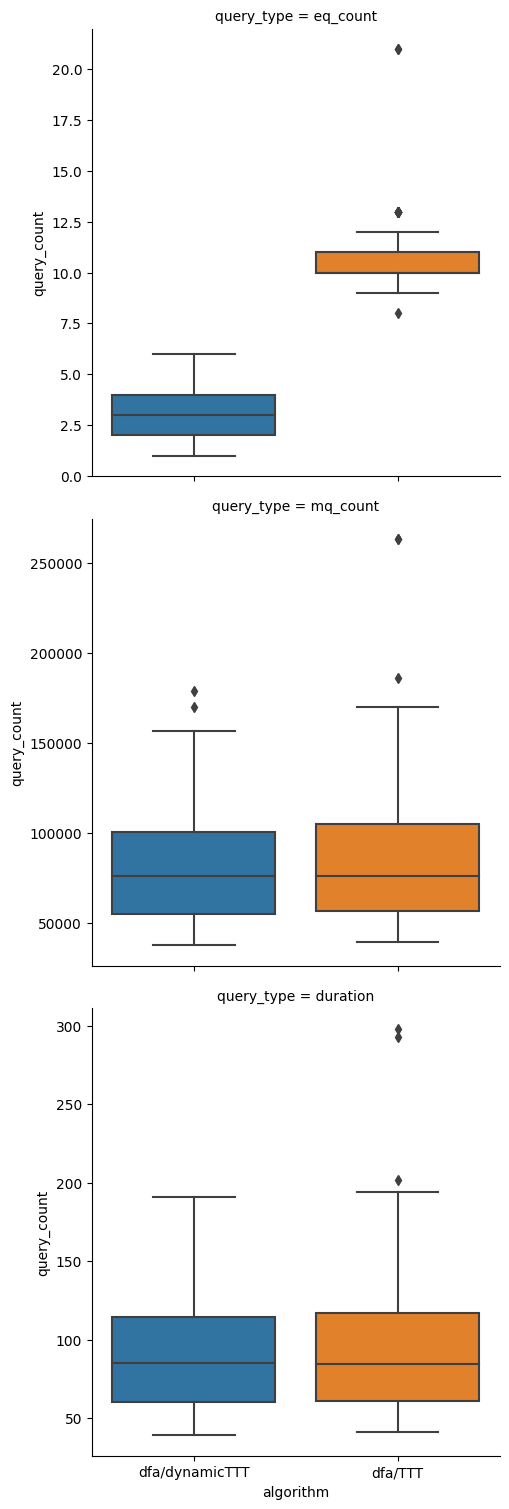 query_type = eq_count
20.0
17.5
15.0
12.5
10.0
7.5
5.0
2.5
0.0
query_count
query_type = mq_count
250000
200000
150000
100000
50000
query_count
query_type = duration
300
250
200
150
100
50
query_count
dfa/dynamicTTT dfa/TTT
algorithm